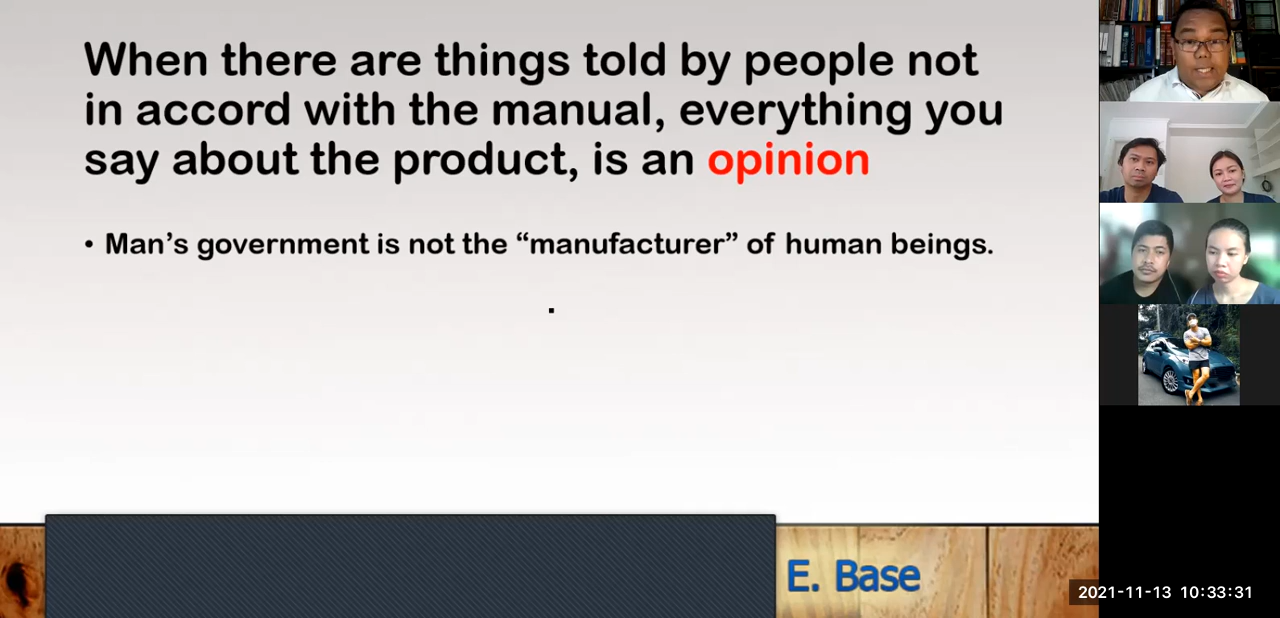 When there are things told by people not
in accord with the manual, everything you
say about the product, is an opinion
• Man’s government is not the “manufacturer” of human beings.
E. Base
2021-11-13 10:33:31